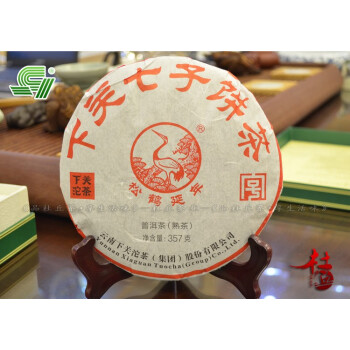 下关七子饼茶
®
松鹤延年
下关
沱茶
普洱茶(熟茶)
净含量:357克
云南下关沱茶(集团)股份有限公司
Yunnan Xiaguan Tuocha(Group)Co.,Ltd.